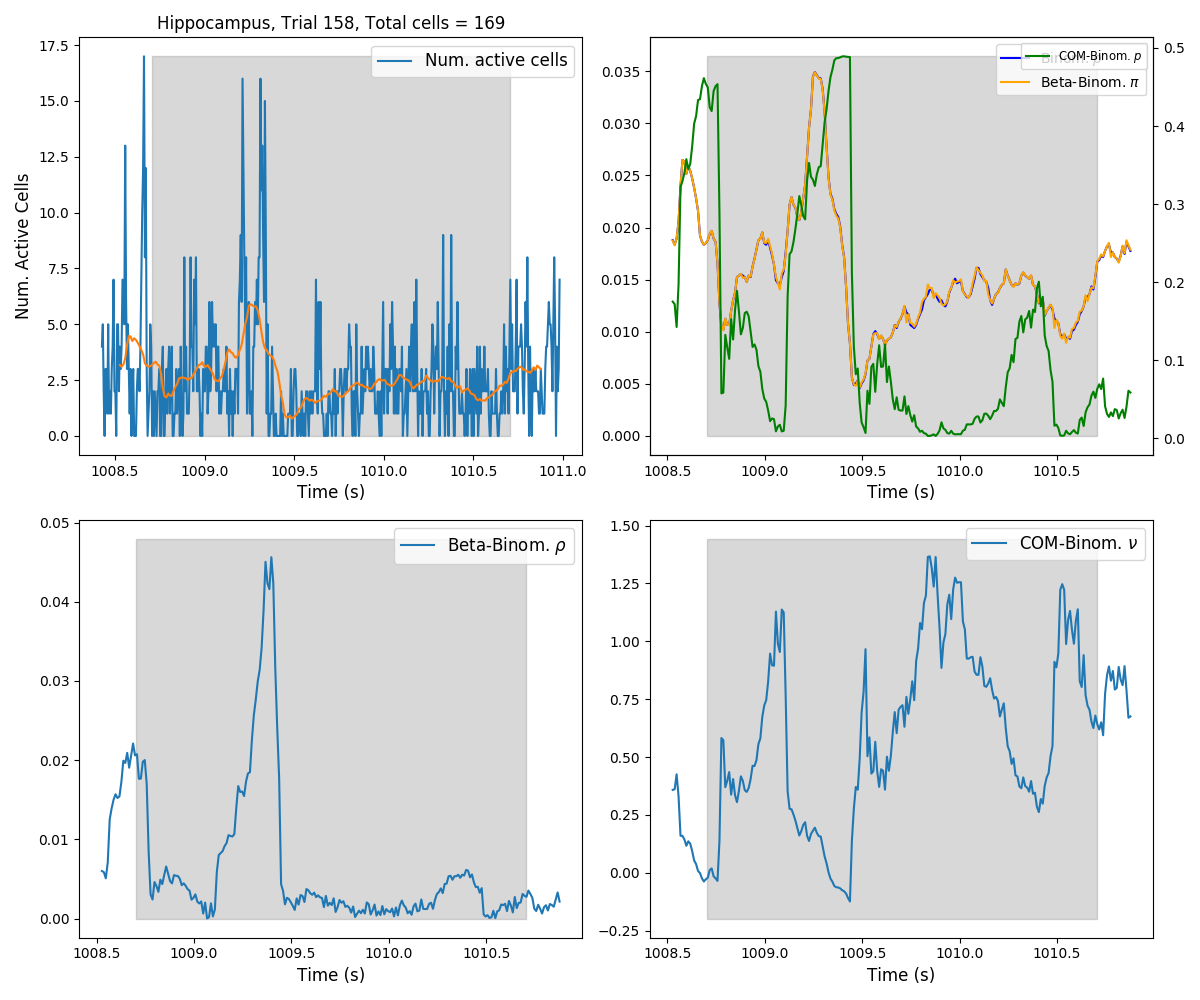 Hippocampus, Trial 158, Total cells = 169
Num. active cells
Num. Active Cells
17.5
15.0
12.5
10.0
7.5
5.0
2.5
0.0
1008.5 1009.0 1009.5 1010.0 1010.5 1011.0
Time (s)
COM-Binom. p
Beta-Binom. π
0.035
0.030
0.025
0.020
0.015
0.010
0.005
0.000
0.5
0.4
0.3
0.2
0.1
0.0
1008.5 1009.0 1009.5 1010.0 1010.5
Time (s)
Beta-Binom. ρ
0.05
0.04
0.03
0.02
0.01
0.00
1008.5 1009.0 1009.5 1010.0 1010.5
Time (s)
COM-Binom. ν
1.50
1.25
1.00
0.75
0.50
0.25
0.00
−0.25
1008.5 1009.0 1009.5 1010.0 1010.5
Time (s)